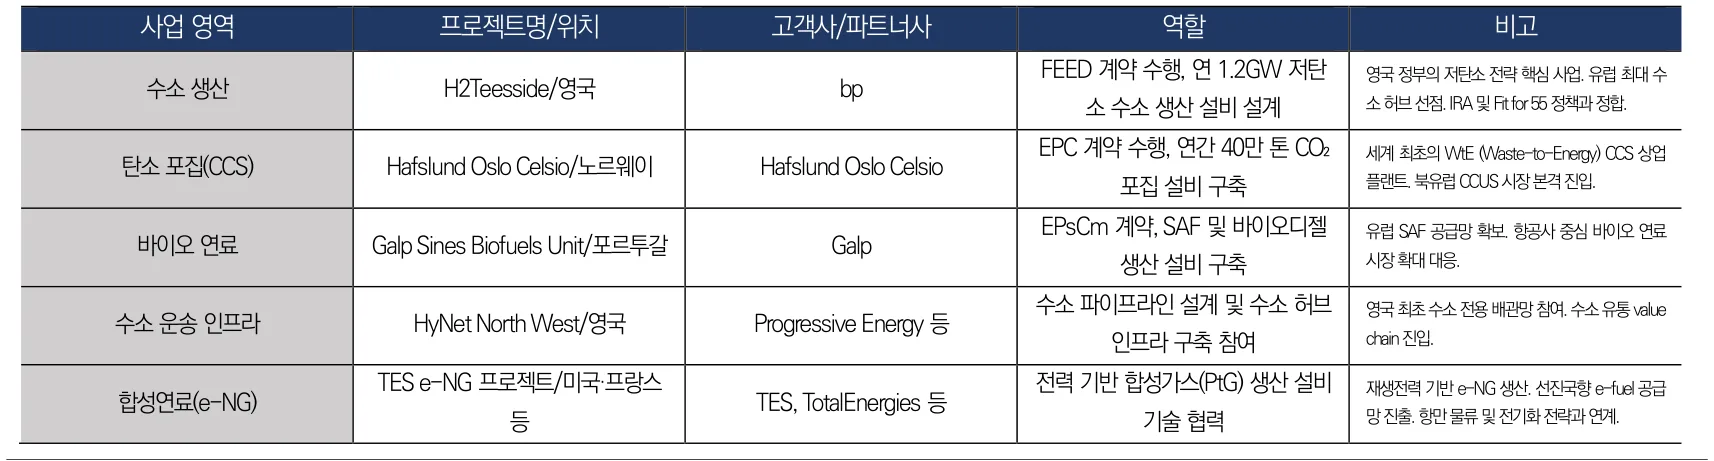 사업 영역
프로젝트명/위치
고객사/파트너사
역할
비고
수소 생산
H2Teesside/영국
bp
FEED 계약 수행, 연 1.2GW 저탄
소 수소 생산 설비 설계
영국 정부의 저탄소 전략 핵심 사업. 유럽 최대 수
소 허브 선점. IRA 및 Fit for 55 정책과 정합.
탄소 포집(CCS)
Hafslund Oslo Celsio/노르웨이
Hafslund Oslo Celsio
EPC 계약 수행, 연간 40만 톤 CO₂
포집 설비 구축
세계 최초의 WtE (Waste-to-Energy) CCS 상업
플랜트. 북유럽 CCUS 시장 본격 진입.
바이오 연료
Galp Sines Biofuels Unit/포르투갈
Galp
EPsCm 계약, SAF 및 바이오디젤
생산 설비 구축
유럽 SAF 공급망 확보. 항공사 중심 바이오 연료
시장 확대 대응.
수소 운송 인프라
HyNet North West/영국
Progressive Energy 등
수소 파이프라인 설계 및 수소 허브
인프라 구축 참여
영국 최초 수소 전용 배관망 참여. 수소 유통 value
chain 진입.
합성연료(e-NG)
TES e-NG 프로젝트/미국·프랑스
등
TES, TotalEnergies 등
전력 기반 합성가스(PtG) 생산 설비
기술 협력
재생전력 기반 e-NG 생산. 선진국향 e-fuel 공급
망 진출. 항만 물류 및 전기화 전략과 연계.